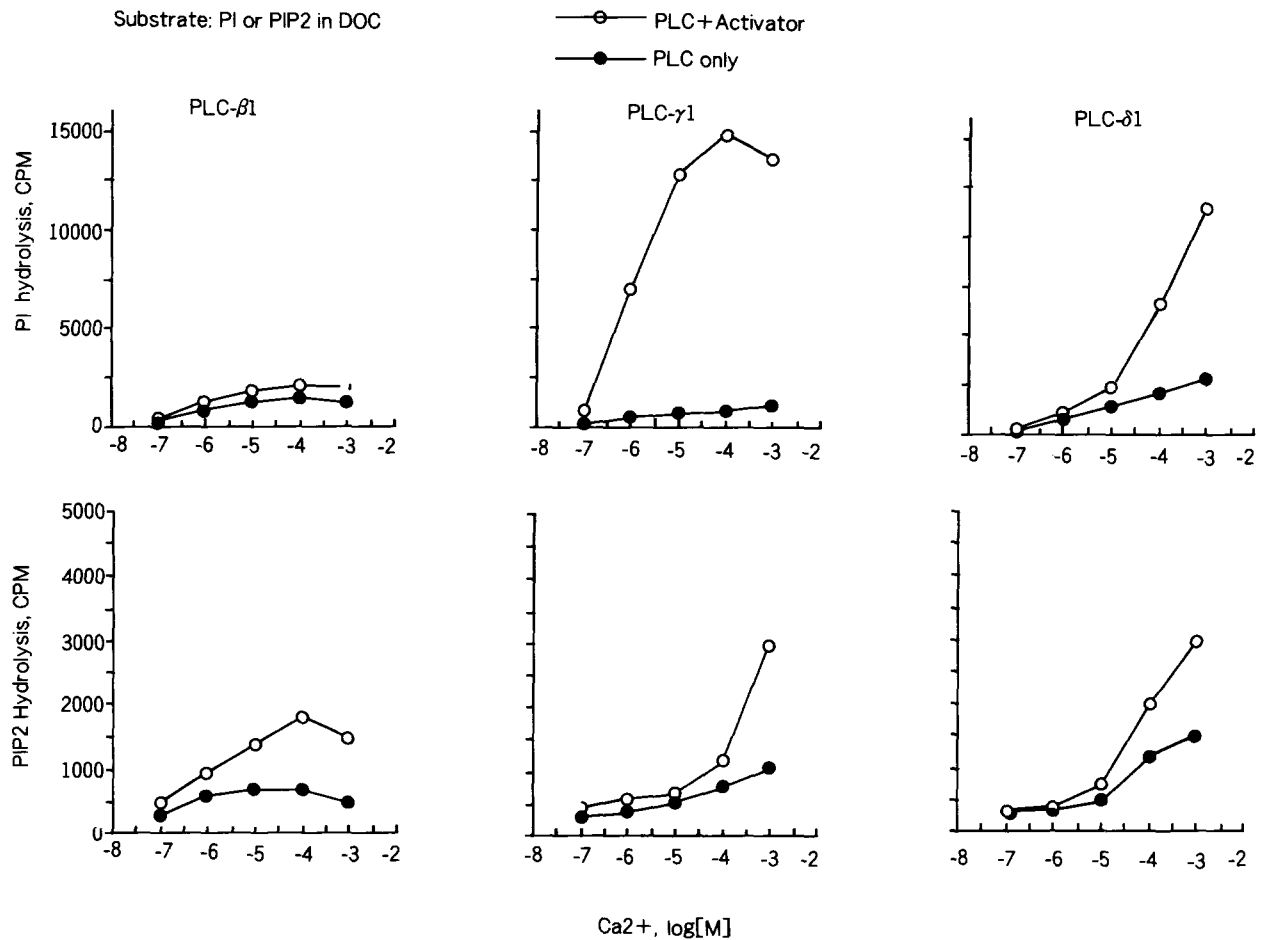 Substrate: PI or PIP2 in DOC
PLC+Activator
PLC only
PLC-β1
PLC-γ1
PLC-δ1
PI hydrolysis, CPM
15000
10000
5000
0
-8 -7 -6 -5 -4 -3 -2
-8 -7 -6 -5 -4 -3 -2
-8 -7 -6 -5 -4 -3 -2
PIP2 Hydrolysis, CPM
5000
4000
3000
2000
1000
0
-8 -7 -6 -5 -4 -3 -2
-8 -7 -6 -5 -4 -3 -2
-8 -7 -6 -5 -4 -3 -2
Ca2+, log[M]